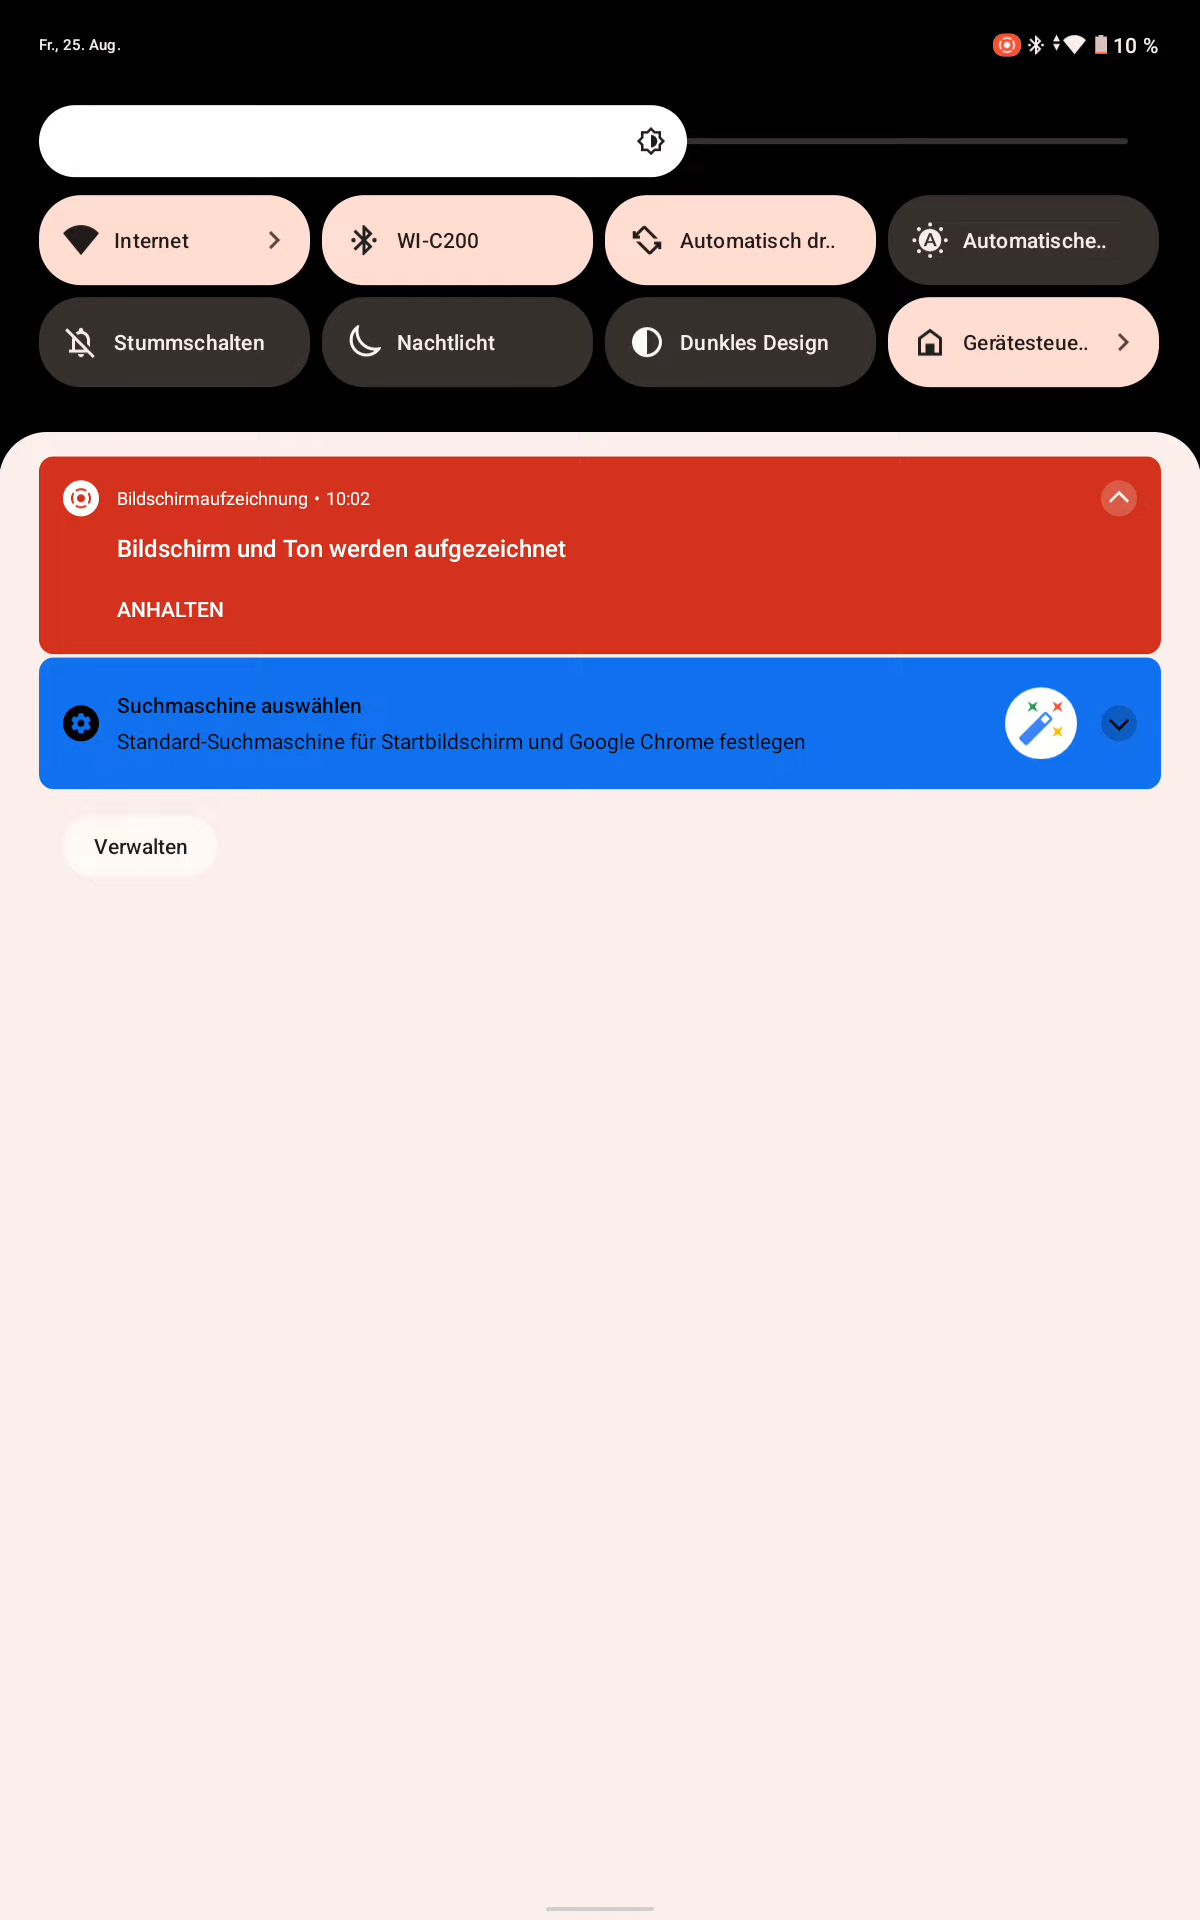 Fr., 25. Aug.
10 %
Internet
WI-C200
Automatisch dr..
Automatische..
Stummschalten
Nachtlicht
Dunkles Design
Gerätesteue..
Bildschirmaufzeichnung • 10:02
Bildschirm und Ton werden aufgezeichnet
ANHALTEN
Suchmaschine auswählen
Standard-Suchmaschine für Startbildschirm und Google Chrome festlegen
Verwalten